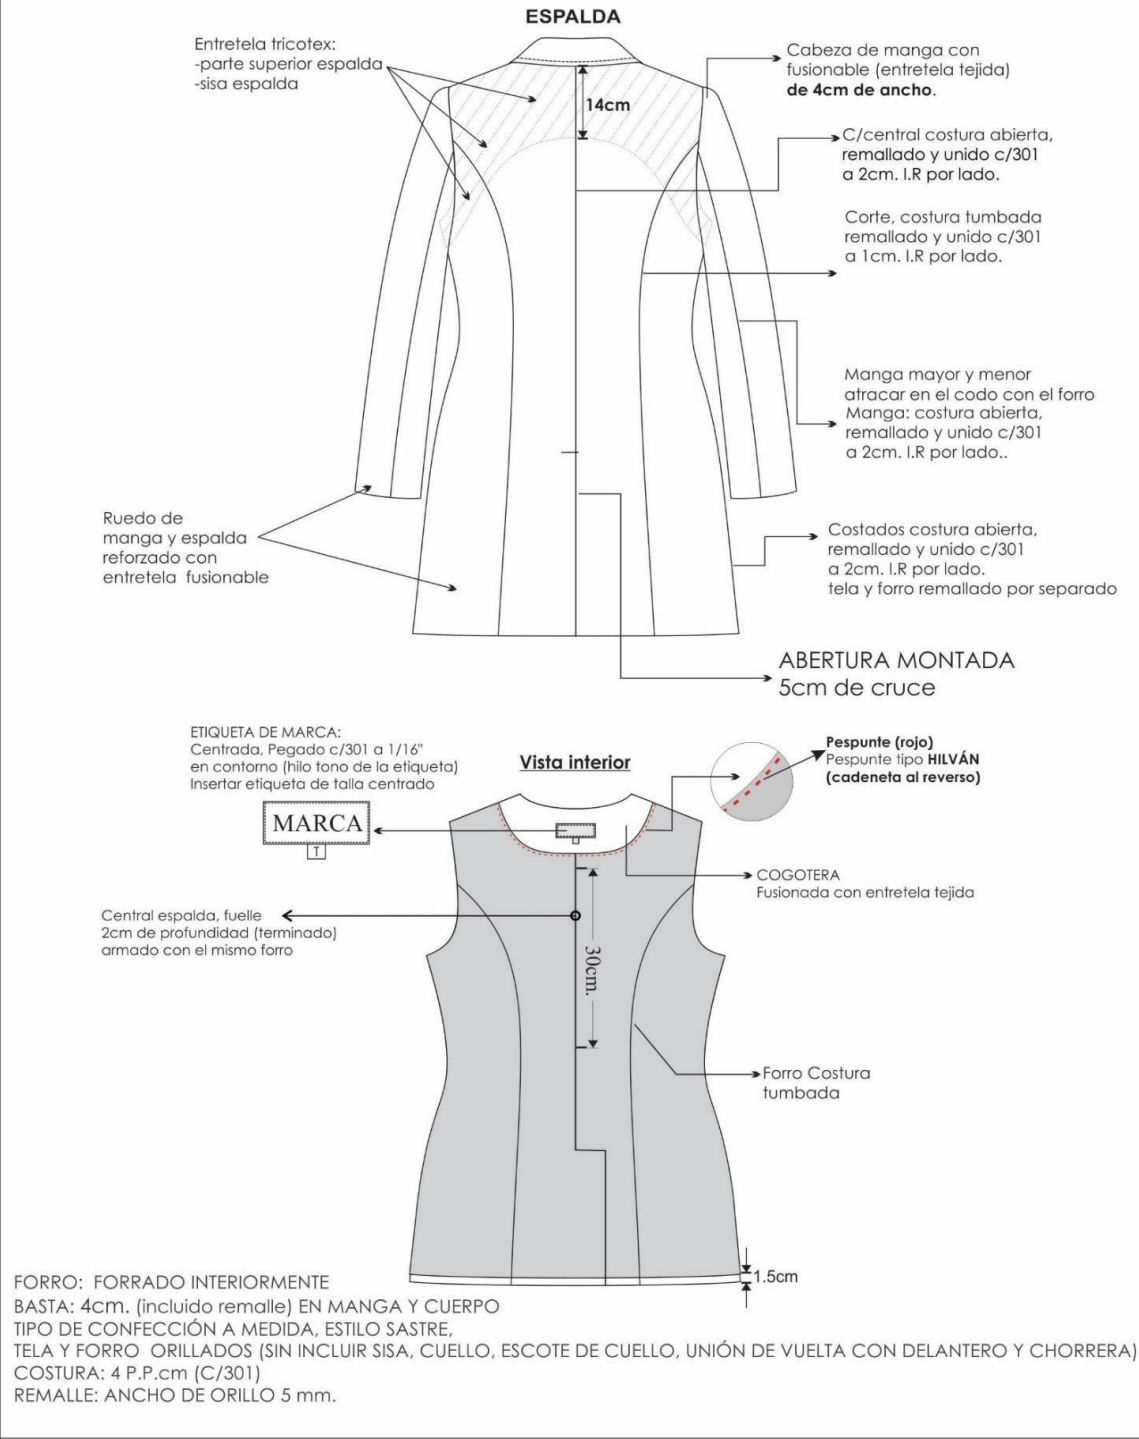 ESPALDA
Entretela tricotex:
-parte superior espalda
-sisa espalda
Cabeza de manga con
fusionable (entretela tejida)
de 4cm de ancho.
14cm
C/central costura abierta,
remallado y unido c/301
a 2cm. I.R por lado.
Corte, costura tumbada
remallado y unido c/301
a 1cm. I.R por lado.
Manga mayor y menor
atracar en el codo con el forro
Manga: costura abierta,
remallado y unido c/301
a 2cm. I.R por lado..
Ruedo de
manga y espalda
reforzado con
entretela fusionable
Costados costura abierta,
remallado y unido c/301
a 2cm. I.R por lado.
tela y forro remallado por separado
ABERTURA MONTADA
5cm de cruce
ETIQUETA DE MARCA:
Centrada, Pegado c/301 a 1/16"
en contorno (hilo tono de la etiqueta)
Insertar etiqueta de talla centrado
Vista interior
Pespunte (rojo)
Pespunte tipo HILVÁN
(cadeneta al reverso)
MARCA
T
COGOTERA
Fusionada con entretela tejida
Central espalda, fuelle
2cm de profundidad (terminado)
armado con el mismo forro
30cm.
Forro Costura
tumbada
1.5cm
FORRO: FORRADO INTERIORMENTE
BASTA: 4cm. (incluido remalle) EN MANGA Y CUERPO
TIPO DE CONFECCIÓN A MEDIDA, ESTILO SASTRE,
TELA Y FORRO ORILLADOS (SIN INCLUIR SISA, CUELLO, ESCOTE DE CUELLO, UNIÓN DE VUELTA CON DELANTERO Y CHORRERA)
COSTURA: 4 P.P.cm (C/301)
REMALLE: ANCHO DE ORILLO 5 mm.